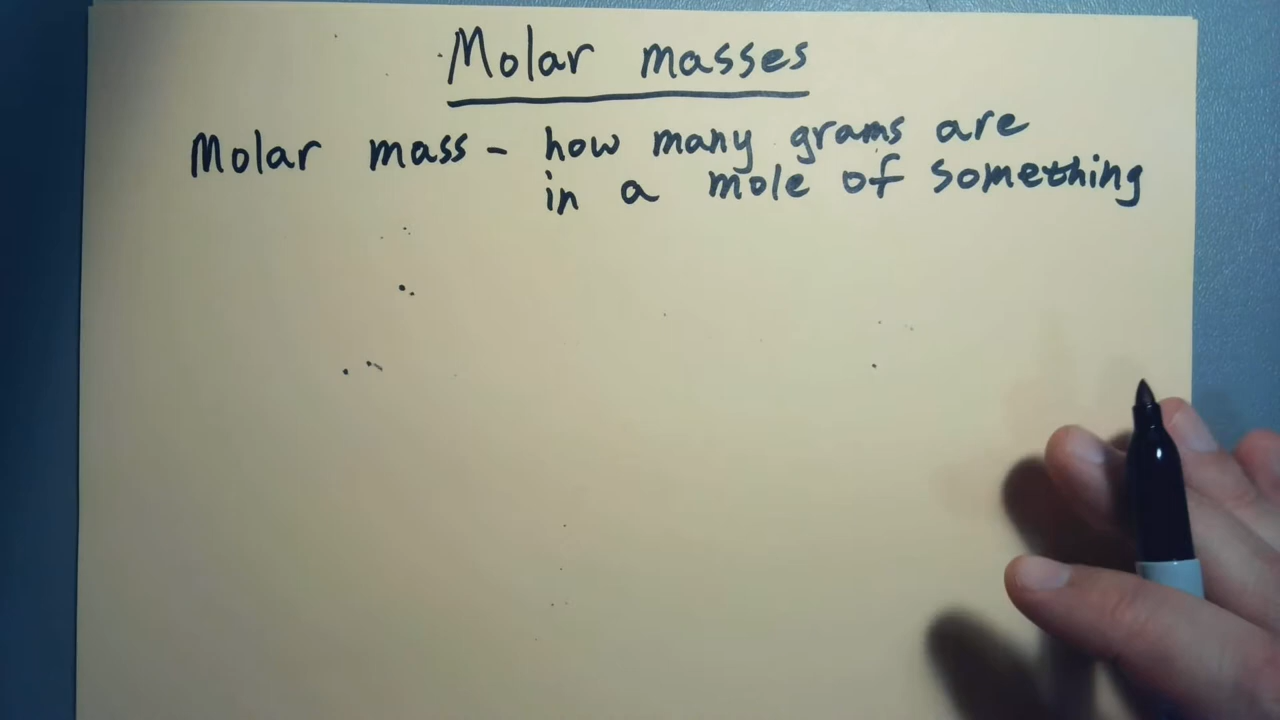 Molar masses
Molar mass - how many grams are
in a mole of something